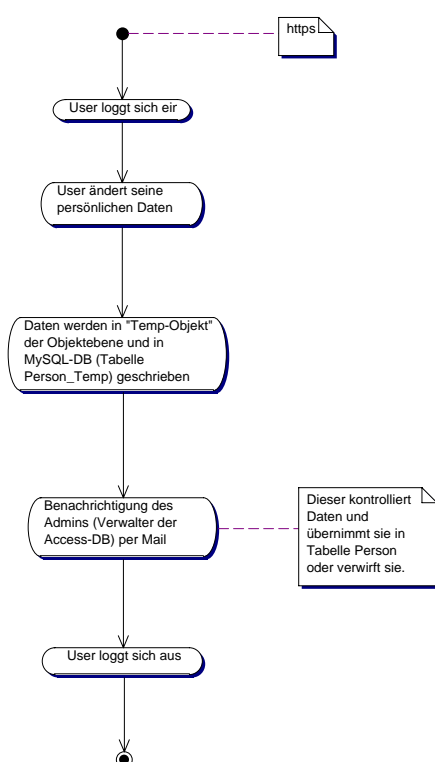 https
User loggt sich eir
User ändert seine
persönlichen Daten
Daten werden in "Temp-Objekt"
der Objektebene und in
MySQL-DB (Tabelle
Person_Temp) geschrieben
Benachrichtigung des
Admins (Verwalter der
Access-DB) per Mail
Dieser kontrolliert
Daten und
übernimmt sie in
Tabelle Person
oder verwirft sie.
User loggt sich aus